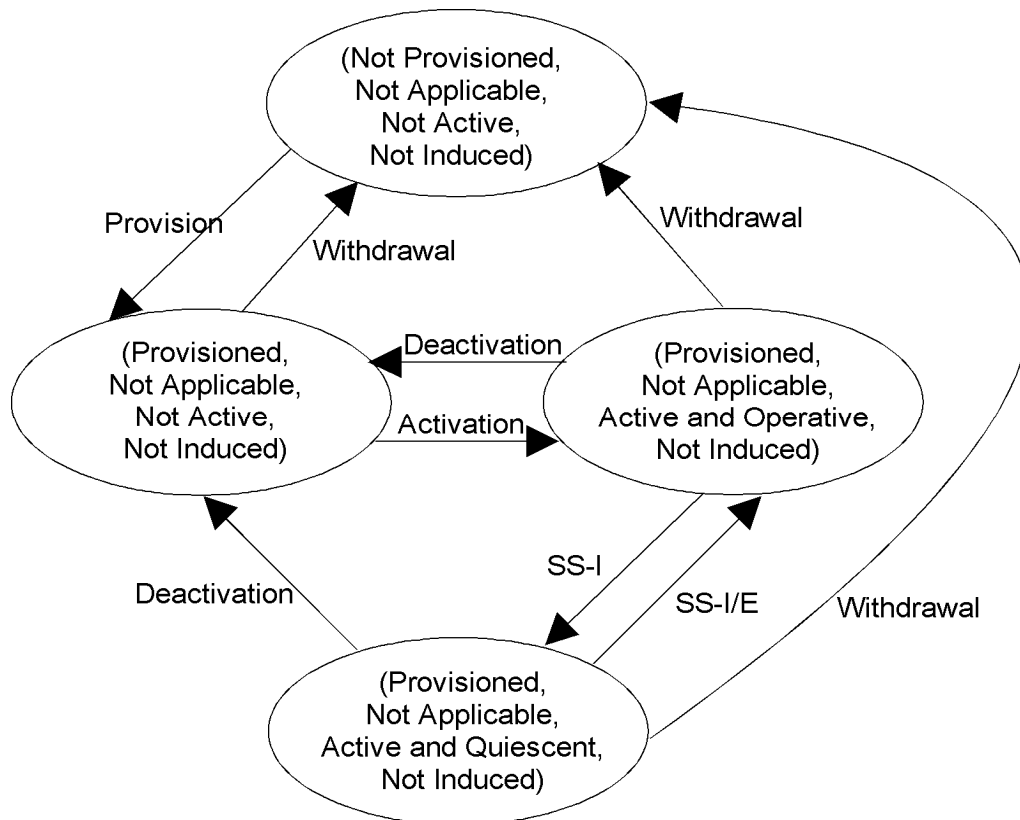 (Not Provisioned,
Not Applicable,
Not Active,
Not Induced)
Provision
Withdrawal
Withdrawal
(Provisioned,
Not Applicable,
Not Active,
Not Induced)
Deactivation
Activation
(Provisioned,
Not Applicable,
Active and Operative,
Not Induced)
Deactivation
SS-I
SS-I/E
Withdrawal
(Provisioned,
Not Applicable,
Active and Quiescent,
Not Induced)